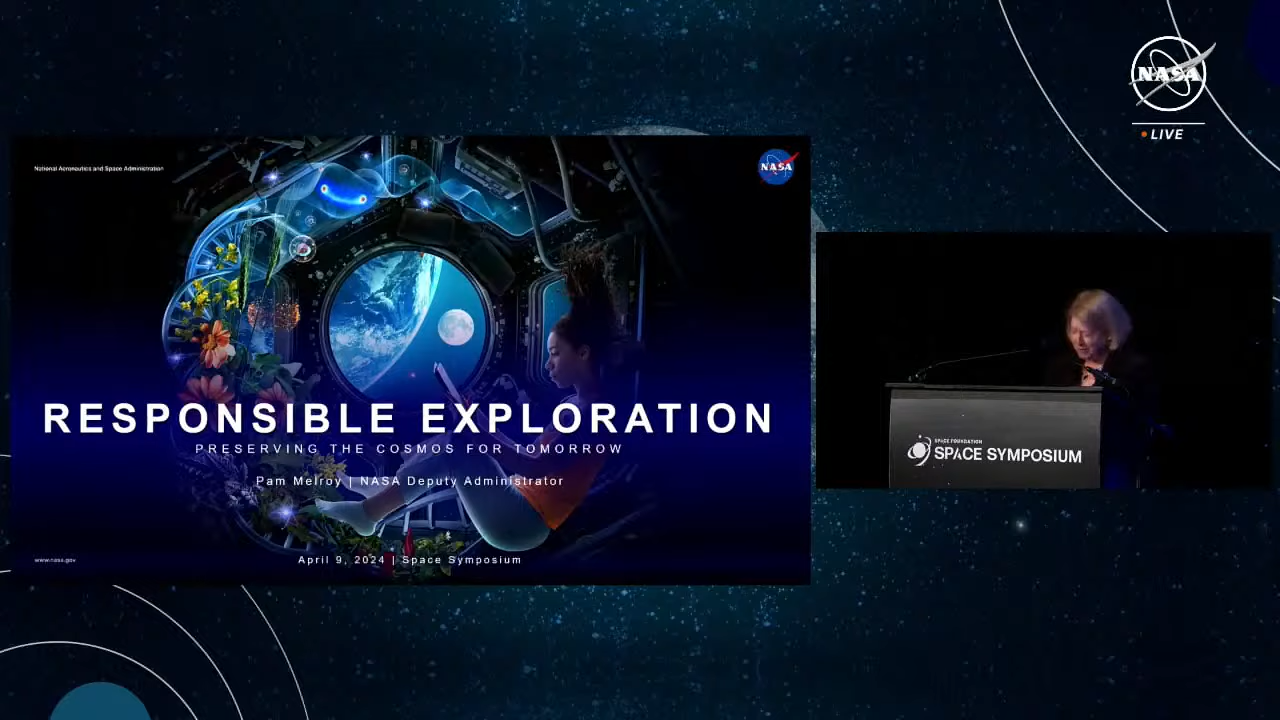 NASA
LIVE
National Aeronautics and Space Administration
NASA
RESPONSIBLE EXPLORATION
PRESERVING THE COSMOS FOR TOMORROW
Pam Melroy | NASA Deputy Administrator
April 9, 2024 | Space Symposium
www.nasa.gov
SPACE FOUNDATION
SPACE SYMPOSIUM